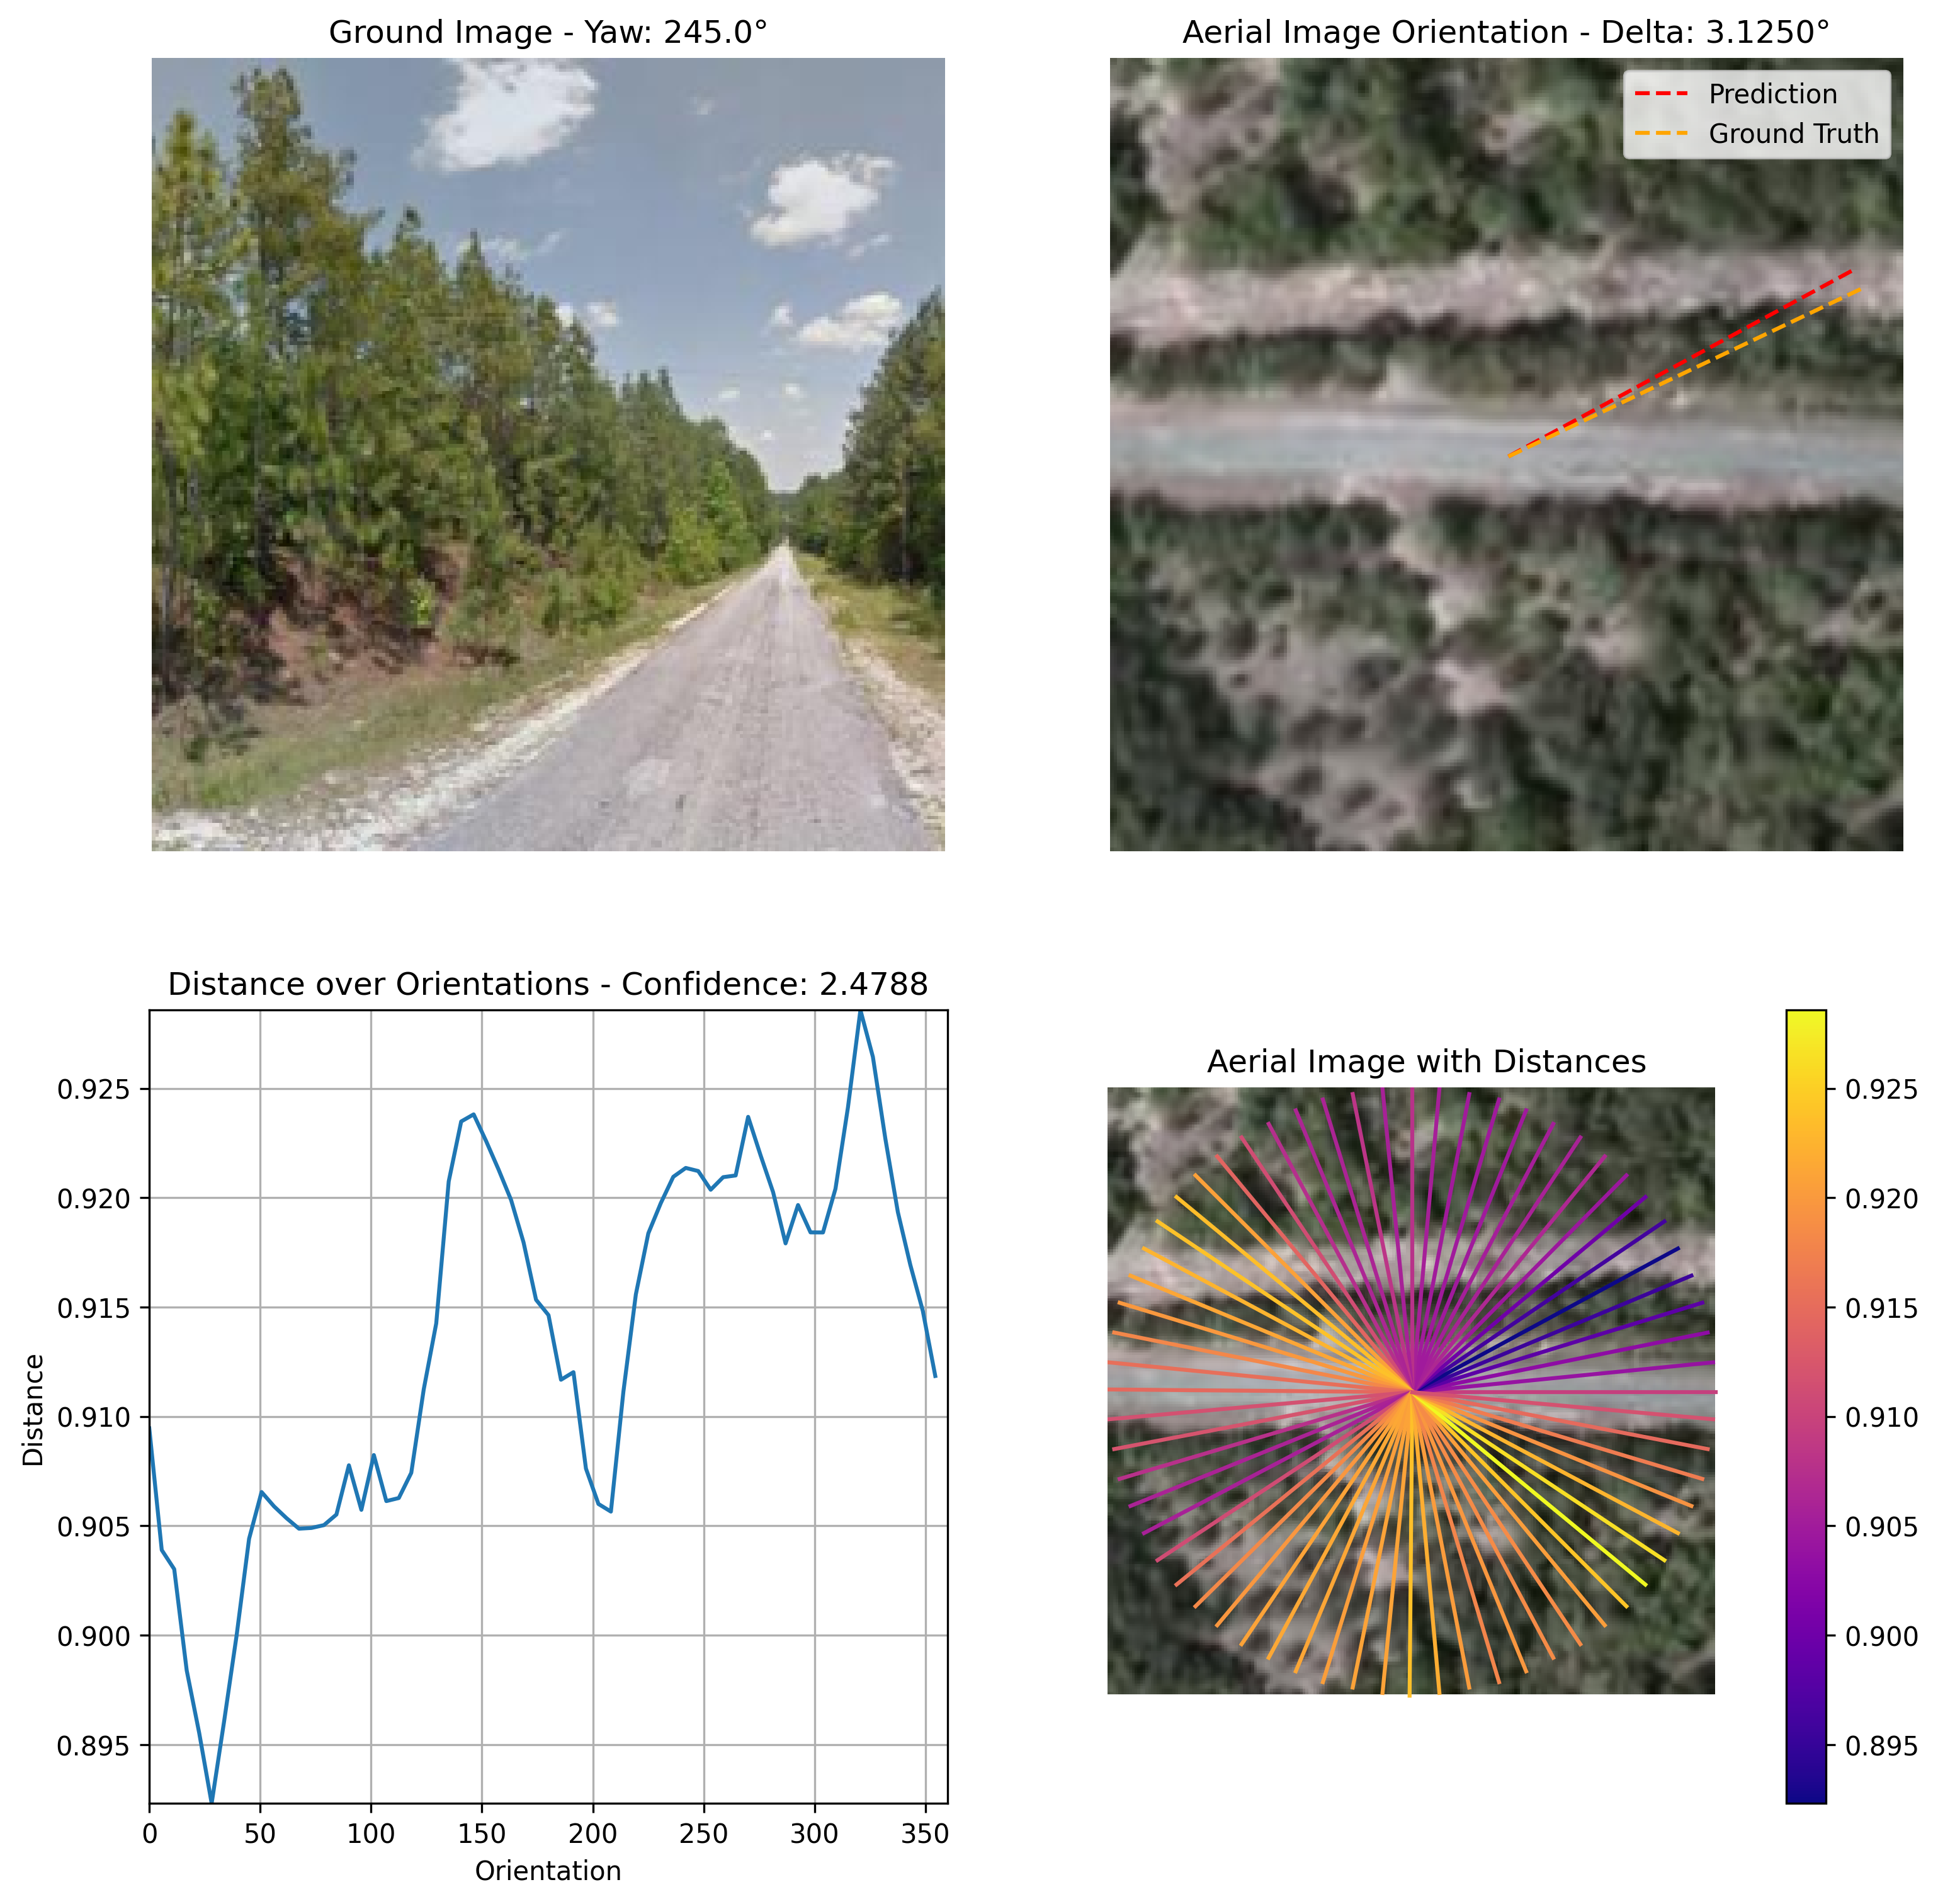 Ground Image - Yaw: 245.0°
Aerial Image Orientation - Delta: 3.1250°
Prediction
Ground Truth
Distance over Orientations - Confidence: 2.4788
0.925
0.920
0.915
0.910
0.905
0.900
0.895
Distance
0 50 100 150 200 250 300 350
Orientation
Aerial Image with Distances
0.925
0.920
0.915
0.910
0.905
0.900
0.895